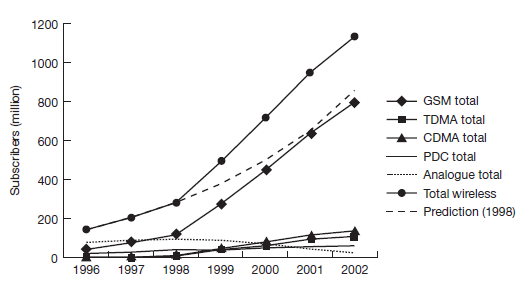 1200
1000
800
600
400
200
0
Subscribers (million)
1996 1997 1998 1999 2000 2001 2002
GSM total
TDMA total
CDMA total
PDC total
Analogue total
Total wireless
Prediction (1998)